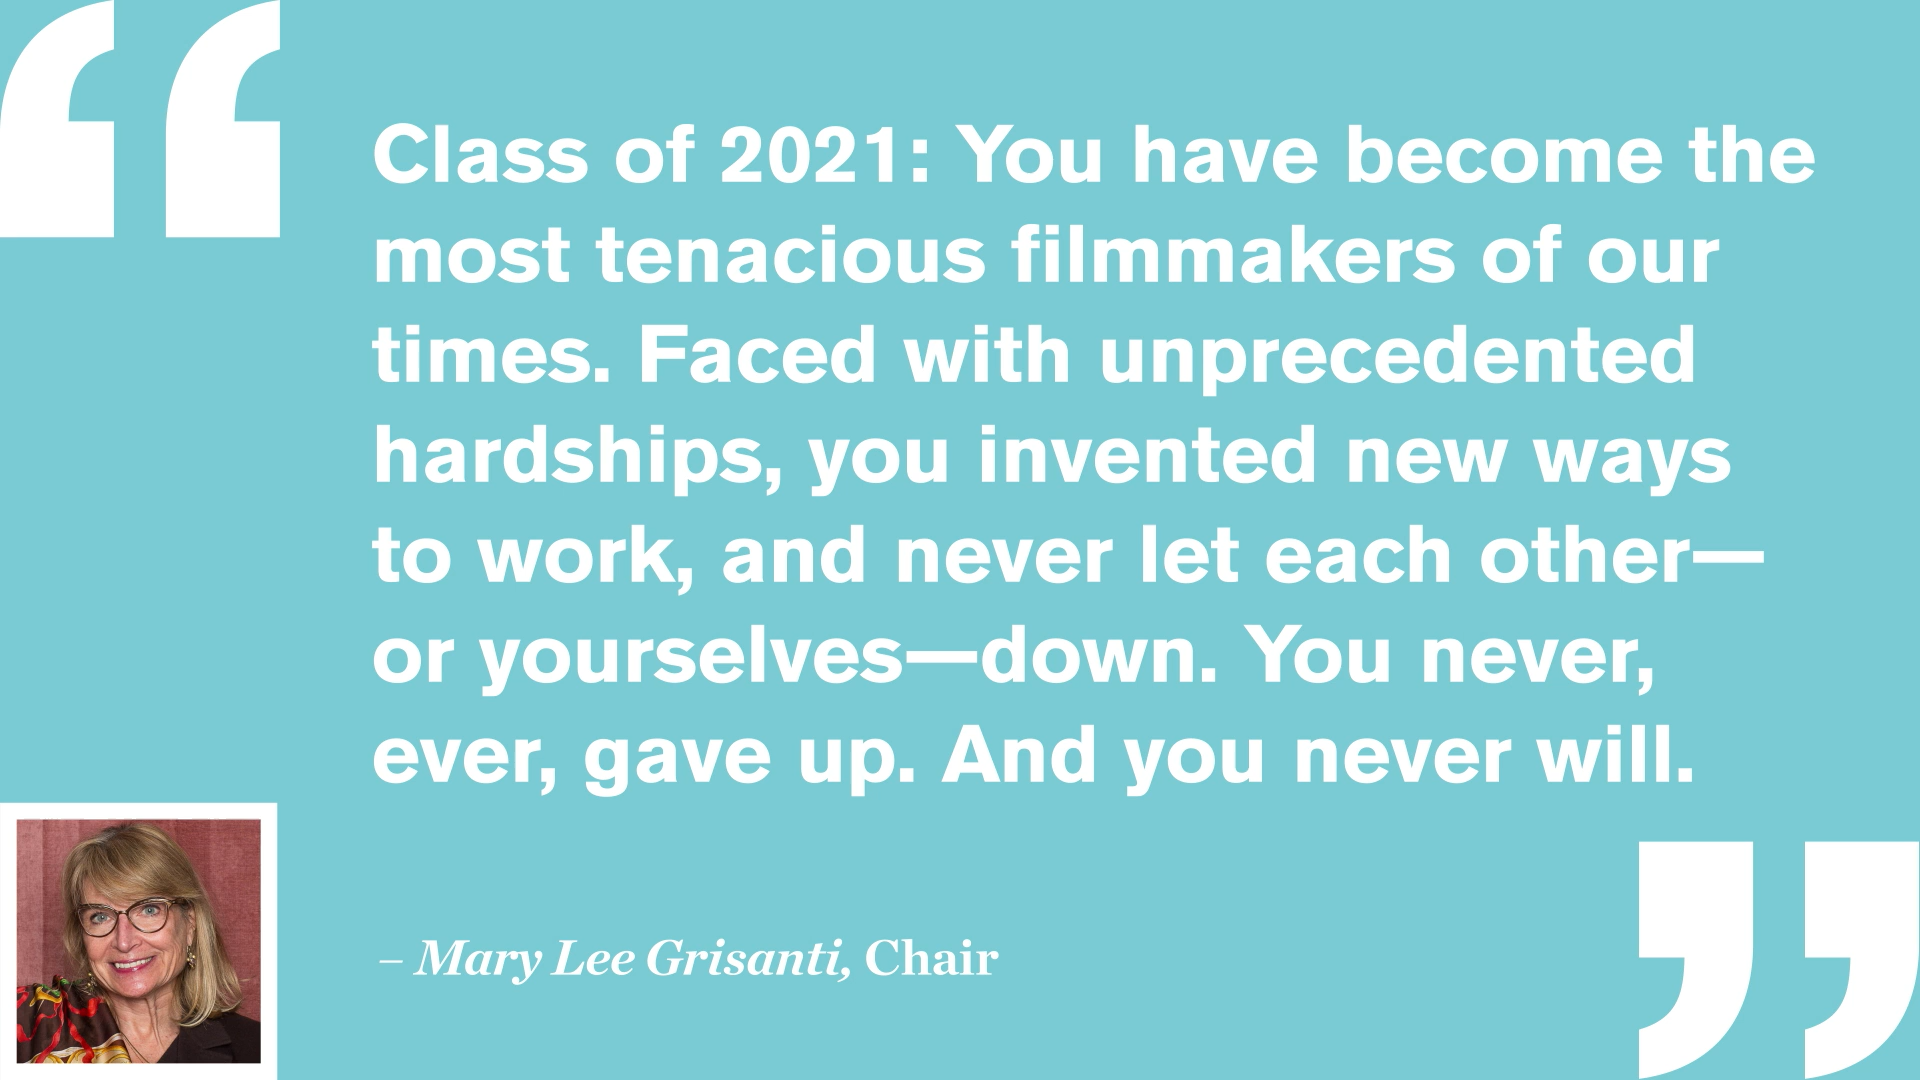 “
Class of 2021: You have become the
most tenacious filmmakers of our
times. Faced with unprecedented
hardships, you invented new ways
to work, and never let each other—
or yourselves—down. You never,
ever, gave up. And you never will.
”
– Mary Lee Grisanti, Chair